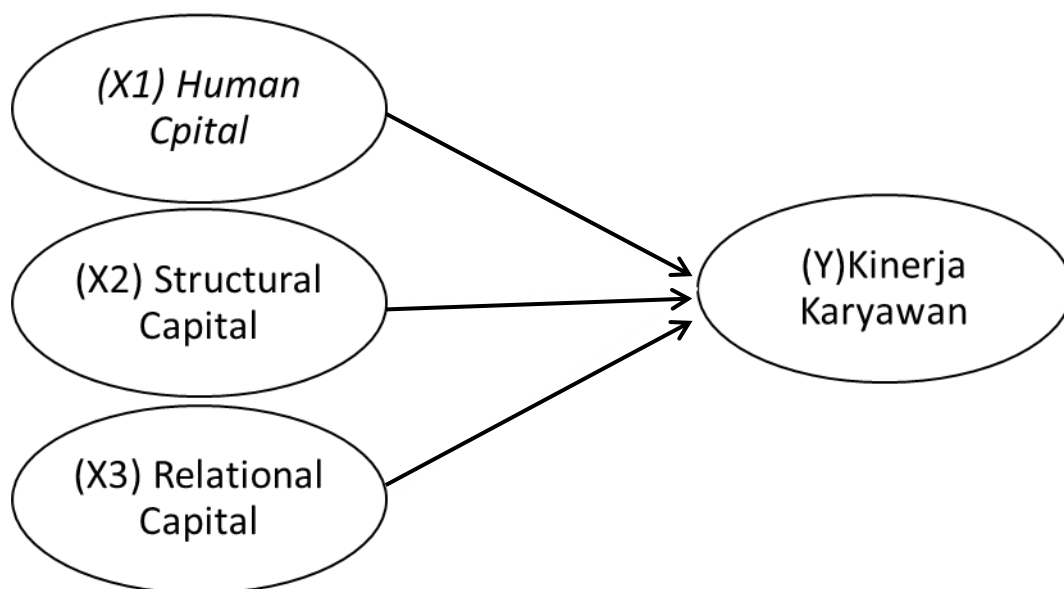 (X1) Human
Cpital
(X2) Structural
Capital
(X3) Relational
Capital
(Y)Kinerja
Karyawan